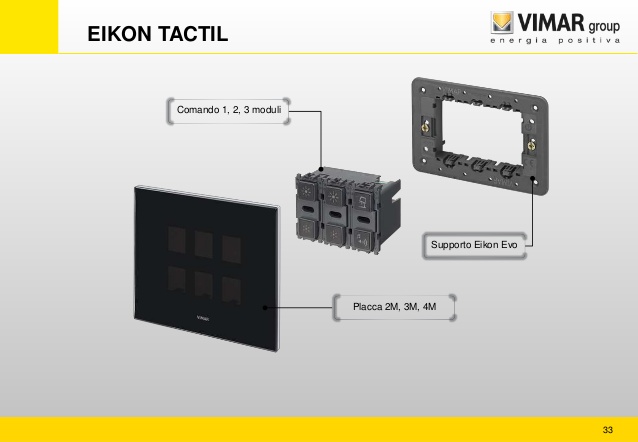 EIKON TACTIL
VIMAR group
energia positiva
Comando 1, 2, 3 moduli
VIMAR
Supporto Eikon Evo
Placca 2M, 3M, 4M
VIMAR
33